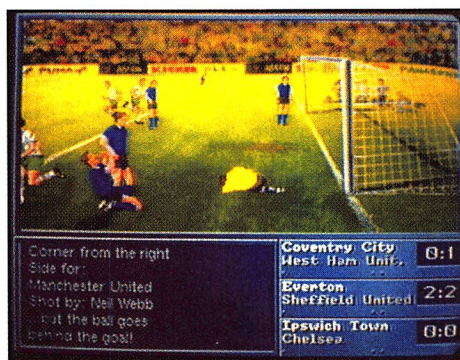 KICKER
Corner from the right
Side for:
Manchester United
Shot by: Neil Webb
...but the ball goes
behind the goal!
Coventry City
West Ham Unit.
0:1
Everton
Sheffield United
2:2
Ipswich Town
Chelsea
0:0